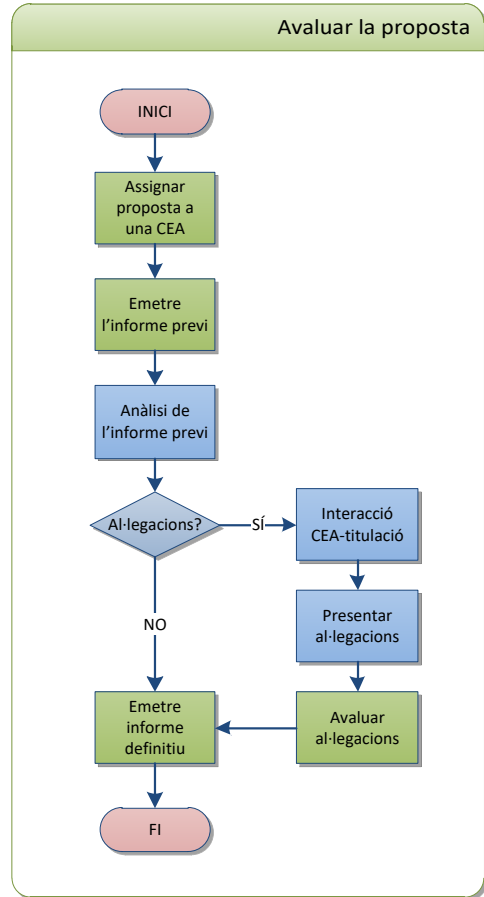 Avaluar la proposta
INICI
Assignar
proposta a
una CEA
Emetre
l'informe previ
Anàlisi de
l'informe previ
Al·legacions?
SÍ
Interacció
CEA-titulació
Presentar
al·legacions
NO
Emetre
informe
definitiu
Avaluar
al·legacions
FI